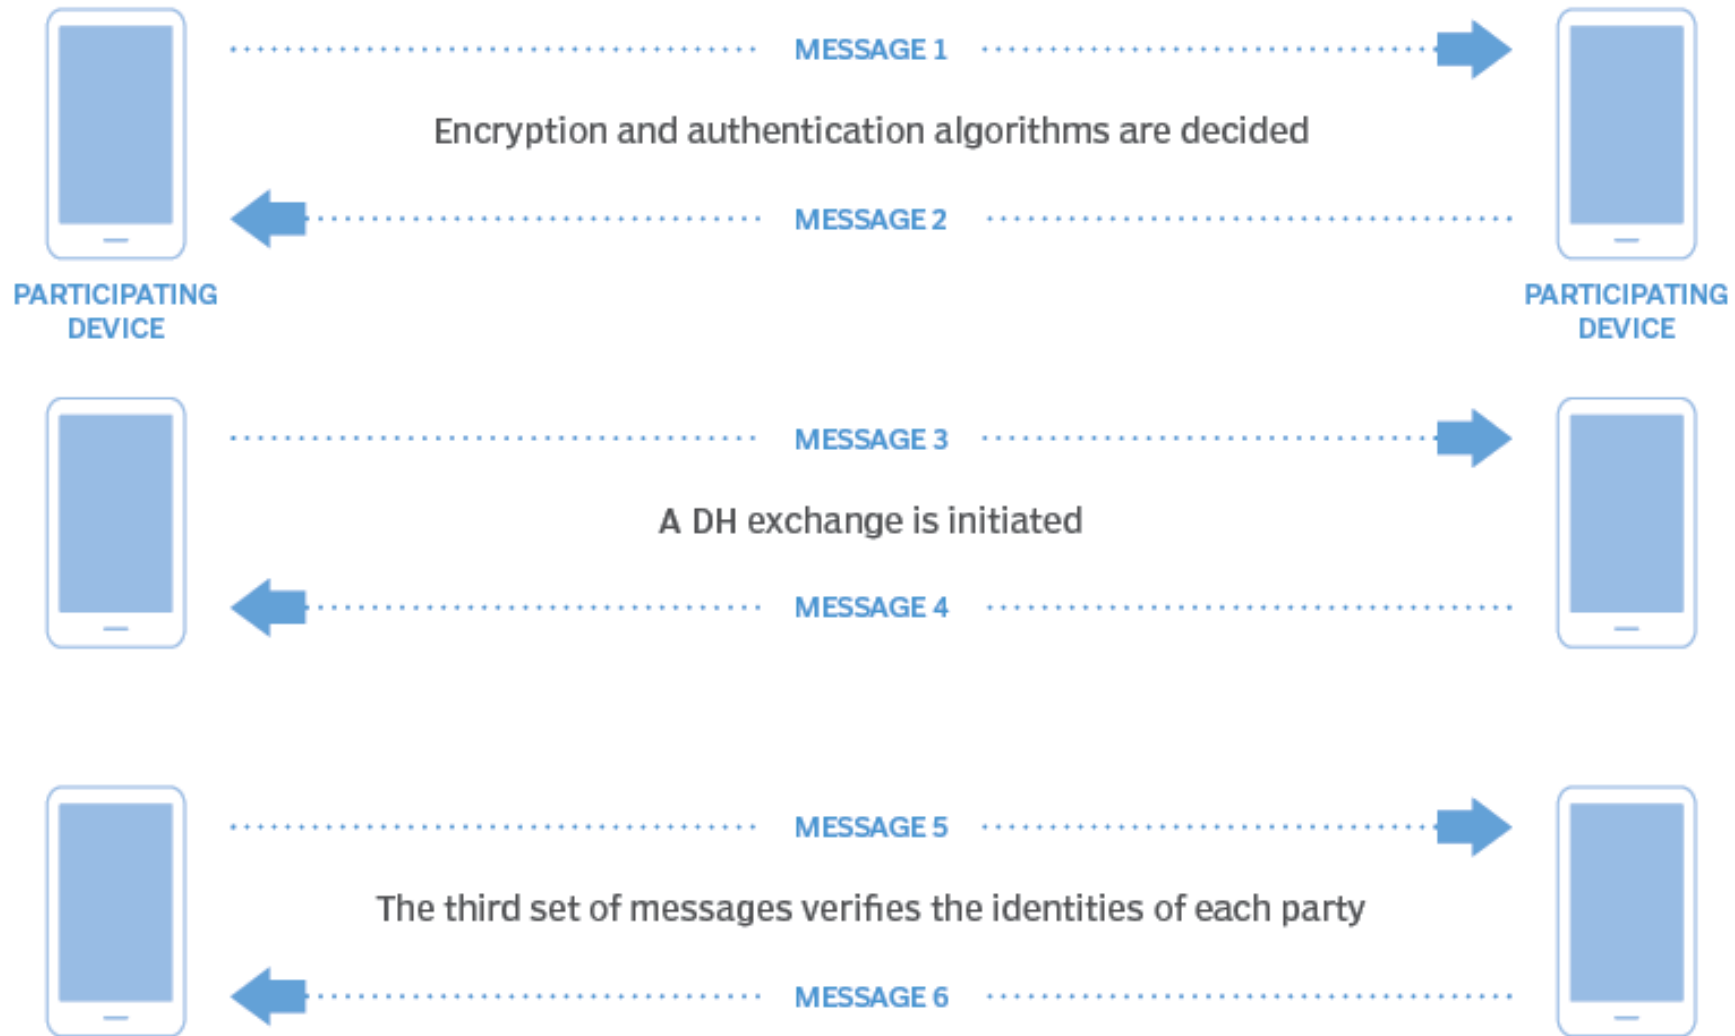 MESSAGE 1
Encryption and authentication algorithms are decided
MESSAGE 2
PARTICIPATING
DEVICE
PARTICIPATING
DEVICE
MESSAGE 3
A DH exchange is initiated
MESSAGE 4
MESSAGE 5
The third set of messages verifies the identities of each party
MESSAGE 6